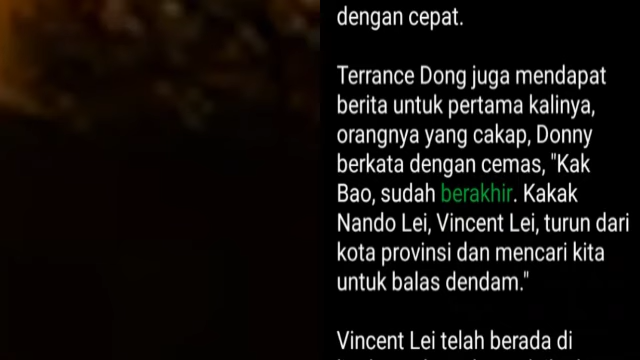 dengan cepat.
Terrance Dong juga mendapat
berita untuk pertama kalinya,
orangnya yang cakap, Donny
berkata dengan cemas, "Kak
Bao, sudah berakhir. Kakak
Nando Lei, Vincent Lei, turun dari
kota provinsi dan mencari kita
untuk balas dendam."
Vincent Lei telah berada di